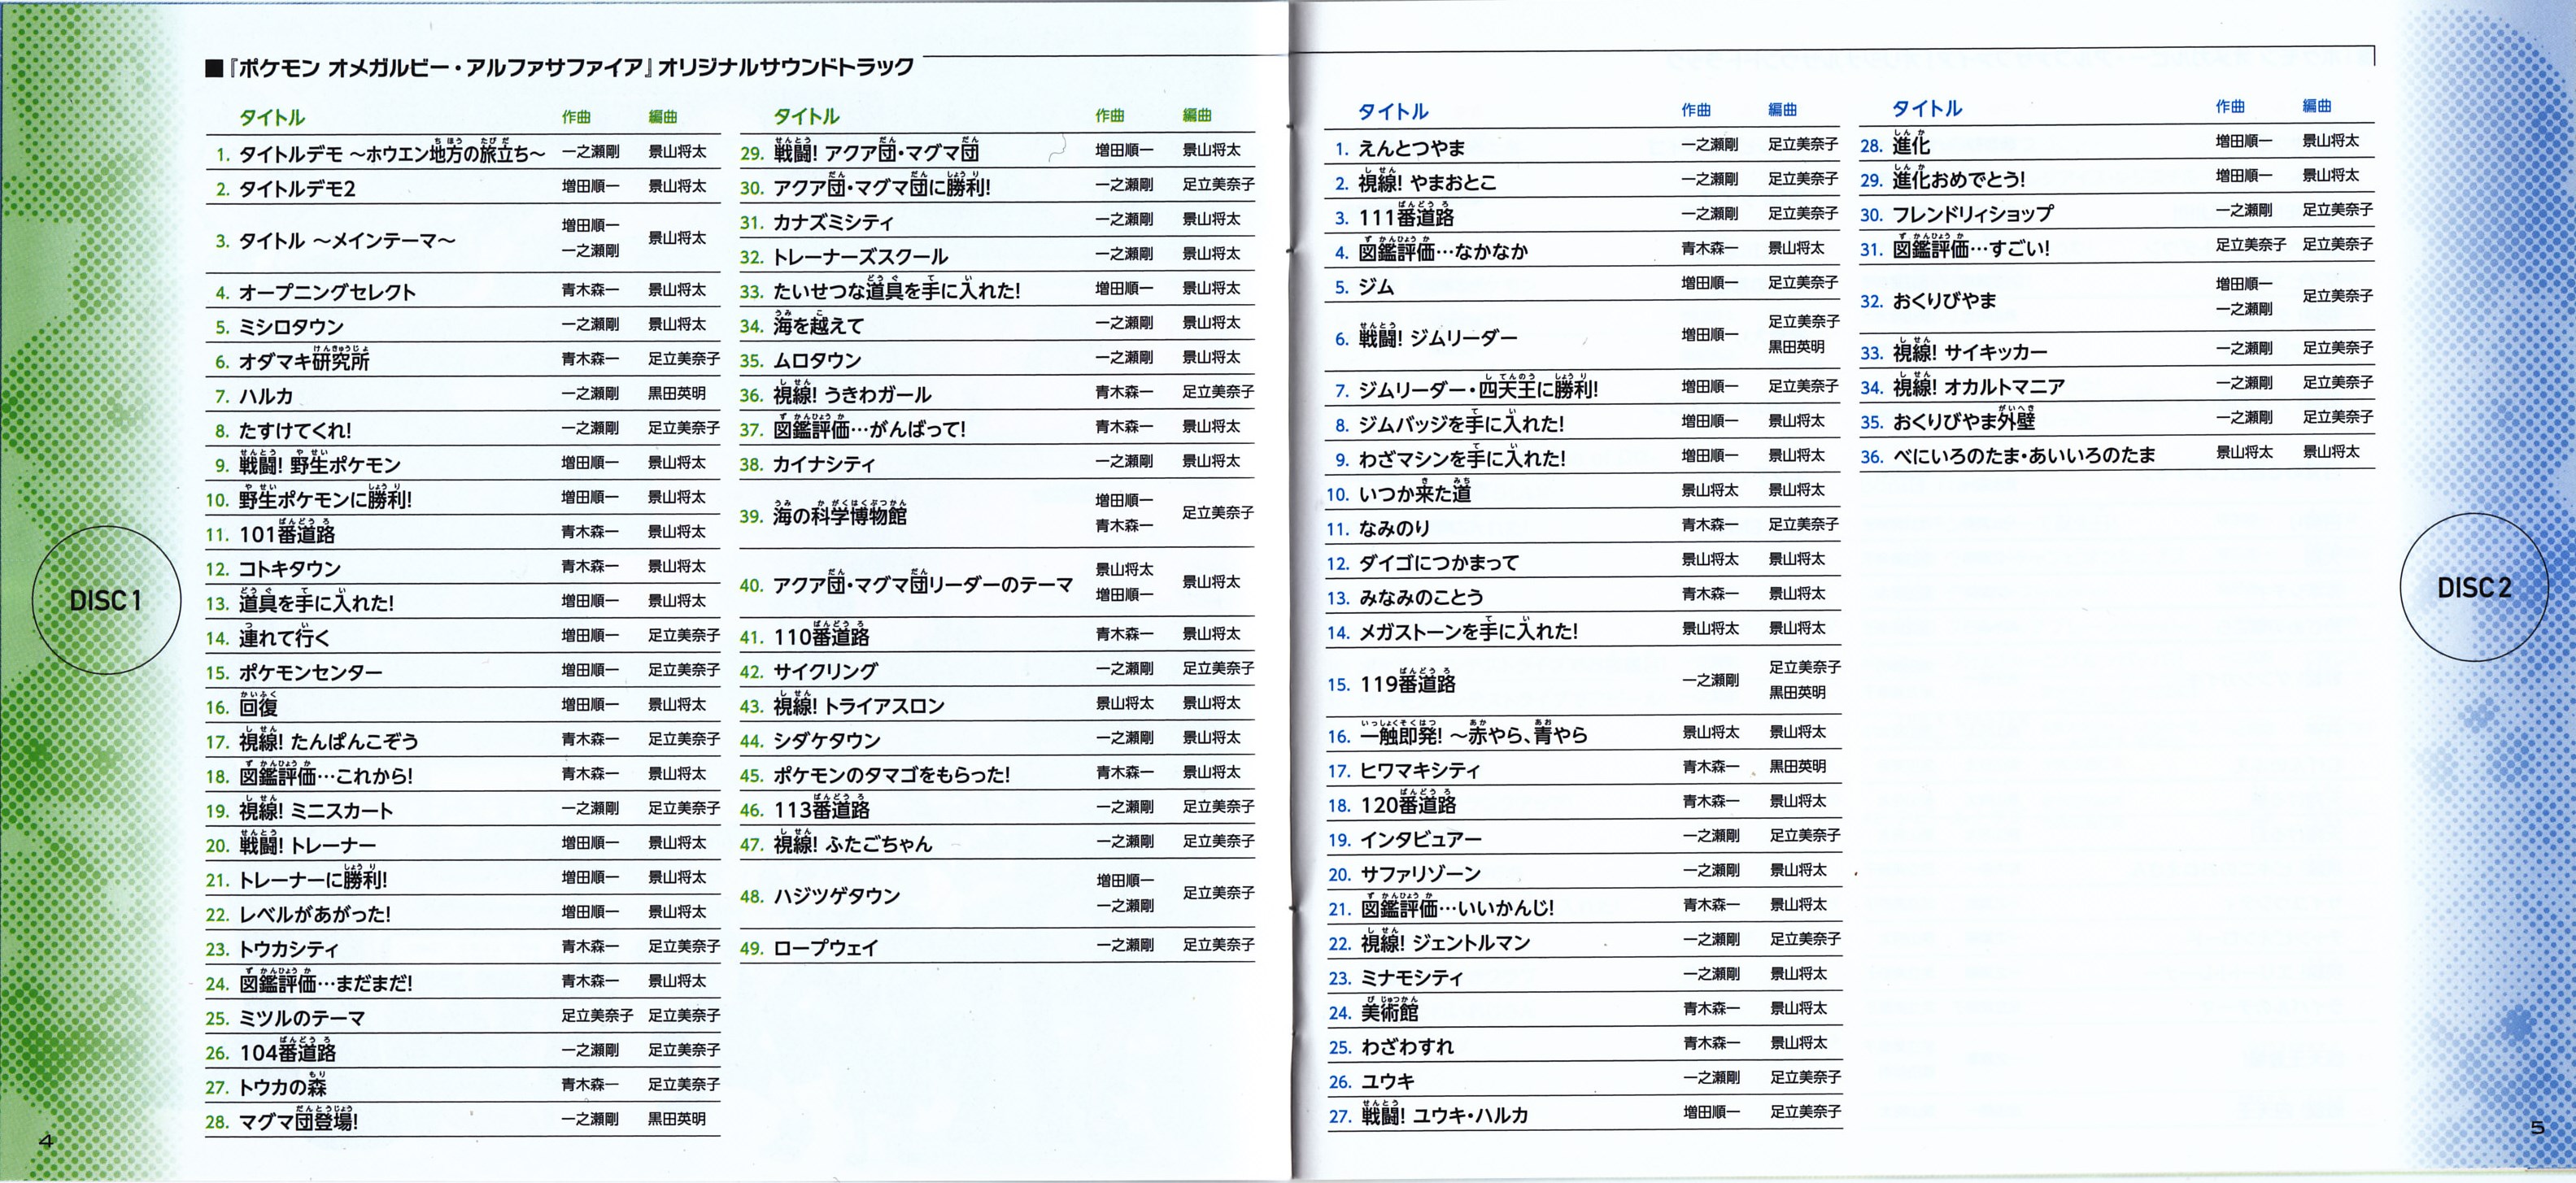 ■『ポケモン オメガルビー・アルファサファイア』オリジナルサウンドトラック
DISC 1
タイトル 作曲 編曲
1. タイトルデモ ～ホウエン地方の旅立ち～ 一之瀬剛 景山将太
2. タイトルデモ2 増田順一 景山将太
3. タイトル ～メインテーマ～ 増田順一 一之瀬剛 景山将太
4. オープニングセレクト 青木森一 景山将太
5. ミシロタウン 一之瀬剛 景山将太
6. オダマキ研究所 青木森一 足立美奈子
7. ハルカ 一之瀬剛 黒田英明
8. たすけてくれ! 一之瀬剛 足立美奈子
9. 戦闘! 野生ポケモン 増田順一 景山将太
10. 野生ポケモンに勝利! 増田順一 景山将太
11. 101番道路 青木森一 景山将太
12. コトキタウン 青木森一 景山将太
13. 道具を手に入れた! 増田順一 景山将太
14. 連れて行く 増田順一 足立美奈子
15. ポケモンセンター 増田順一 足立美奈子
16. 回復 増田順一 景山将太
17. 視線! たんぱんこぞう 青木森一 足立美奈子
18. 図鑑評価…これから! 青木森一 景山将太
19. 視線! ミニスカート 一之瀬剛 足立美奈子
20. 戦闘! トレーナー 増田順一 景山将太
21. トレーナーに勝利! 増田順一 景山将太
22. レベルがあがった! 増田順一 景山将太
23. トウカシティ 青木森一 足立美奈子
24. 図鑑評価…まだまだ! 青木森一 景山将太
25. ミツルのテーマ 足立美奈子 足立美奈子
26. 104番道路 一之瀬剛 足立美奈子
27. トウカの森 青木森一 足立美奈子
28. マグマ団登場! 一之瀬剛 黒田英明
タイトル 作曲 編曲
29. 戦闘! アクア団・マグマ団 増田順一 景山将太
30. アクア団・マグマ団に勝利! 一之瀬剛 足立美奈子
31. カナズミシティ 一之瀬剛 景山将太
32. トレーナーズスクール 一之瀬剛 景山将太
33. たいせつな道具を手に入れた! 増田順一 景山将太
34. 海を越えて 一之瀬剛 景山将太
35. ムロタウン 一之瀬剛 景山将太
36. 視線! うきわガール 青木森一 足立美奈子
37. 図鑑評価…がんばって! 青木森一 景山将太
38. カイナシティ 一之瀬剛 景山将太
39. 海の科学博物館 増田順一 青木森一 足立美奈子
40. アクア団・マグマ団リーダーのテーマ 景山将太 増田順一 景山将太
41. 110番道路 青木森一 景山将太
42. サイクリング 一之瀬剛 足立美奈子
43. 視線! トライアスロン 景山将太 景山将太
44. シダケタウン 一之瀬剛 景山将太
45. ポケモンのタマゴをもらった! 青木森一 景山将太
46. 113番道路 一之瀬剛 足立美奈子
47. 視線! ふたごちゃん 一之瀬剛 足立美奈子
48. ハジツゲタウン 増田順一 一之瀬剛 足立美奈子
49. ロープウェイ 一之瀬剛 足立美奈子
4
タイトル 作曲 編曲
1. えんとつやま 一之瀬剛 足立美奈子
2. 視線! やまおとこ 一之瀬剛 足立美奈子
3. 111番道路 一之瀬剛 足立美奈子
4. 図鑑評価…なかなか 青木森一 景山将太
5. ジム 増田順一 足立美奈子
6. 戦闘! ジムリーダー 増田順一 足立美奈子 黒田英明
7. ジムリーダー・四天王に勝利! 増田順一 足立美奈子
8. ジムバッジを手に入れた! 増田順一 景山将太
9. わざマシンを手に入れた! 増田順一 景山将太
10. いつか来た道 景山将太 景山将太
11. なみのり 青木森一 足立美奈子
12. ダイゴにつかまって 景山将太 景山将太
13. みなみのことう 青木森一 景山将太
14. メガストーンを手に入れた! 景山将太 景山将太
15. 119番道路 一之瀬剛 足立美奈子 黒田英明
16. 一触即発! ～赤やら、青やら 景山将太 景山将太
17. ヒワマキシティ 青木森一 黒田英明
18. 120番道路 青木森一 景山将太
19. インタビュアー 一之瀬剛 足立美奈子
20. サファリゾーン 一之瀬剛 景山将太
21. 図鑑評価…いいかんじ! 青木森一 景山将太
22. 視線! ジェントルマン 一之瀬剛 足立美奈子
23. ミナモシティ 一之瀬剛 景山将太
24. 美術館 青木森一 景山将太
25. わざわすれ 青木森一 景山将太
26. ユウキ 一之瀬剛 足立美奈子
27. 戦闘! ユウキ・ハルカ 増田順一 足立美奈子
タイトル 作曲 編曲
28. 進化 増田順一 景山将太
29. 進化おめでとう! 増田順一 景山将太
30. フレンドリィショップ 一之瀬剛 足立美奈子
31. 図鑑評価…すごい! 足立美奈子 足立美奈子
32. おくりびやま 増田順一 一之瀬剛 足立美奈子
33. 視線! サイキッカー 一之瀬剛 足立美奈子
34. 視線! オカルトマニア 一之瀬剛 足立美奈子
35. おくりびやま外壁 一之瀬剛 足立美奈子
36. べにいろのたま・あいいろのたま 景山将太 景山将太
DISC 2
5